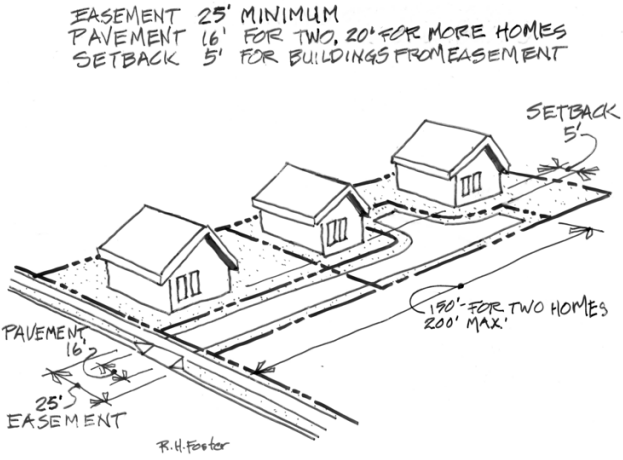 EASEMENT 25' MINIMUM
PAVEMENT 16' FOR TWO, 20' FOR MORE HOMES
SETBACK 5' FOR BUILDINGS FROM EASEMENT
SETBACK
5'
150'-FOR TWO HOMES
200' MAX.
PAVEMENT
16'
25'
EASEMENT
R.H.Foster